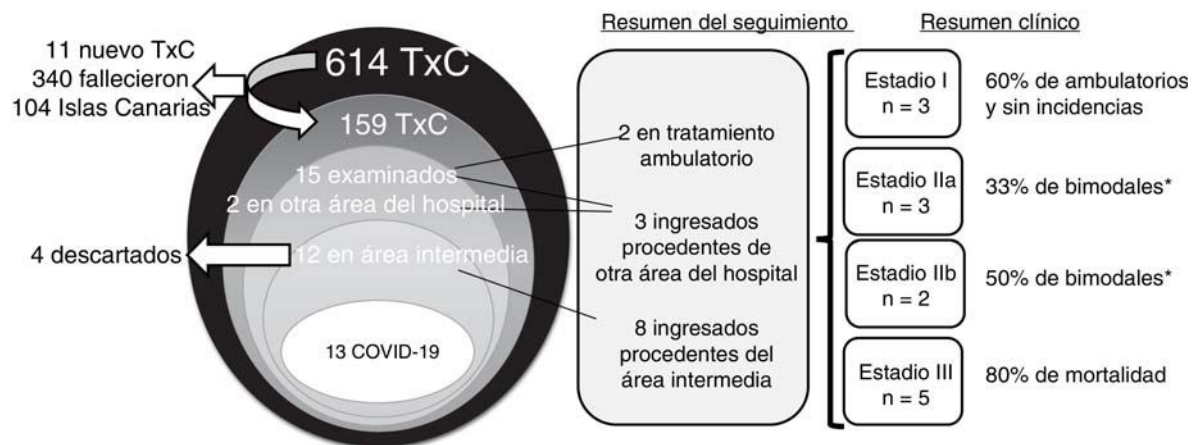 11 nuevo TxC
340 fallecieron
104 Islas Canarias
614 TxC
159 TxC
15 examinados
2 en otra área del hospital
4 descartados
12 en área intermedia
13 COVID-19
Resumen del seguimiento
2 en tratamiento
ambulatorio
3 ingresados
procedentes de
otra área del hospital
8 ingresados
procedentes del
área intermedia
Resumen clínico
Estadio I
n = 3
60% de ambulatorios
y sin incidencias
Estadio IIa
n = 3
33% de bimodales*
Estadio IIb
n = 2
50% de bimodales*
Estadio III
n = 5
80% de mortalidad